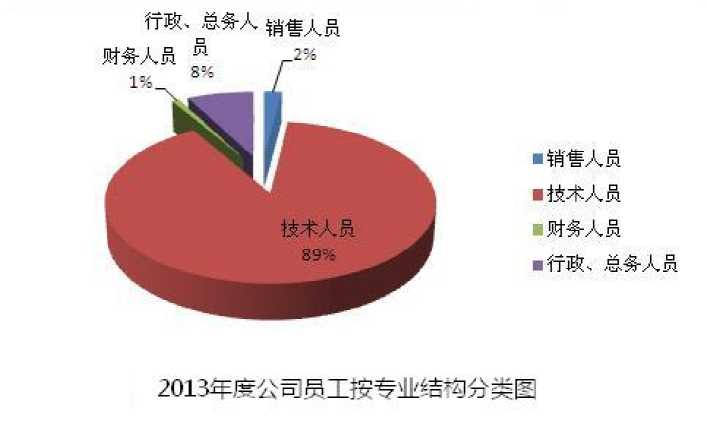 行政、总务人
员
8%
销售人员
2%
财务人员
1%
技术人员
89%
销售人员
技术人员
财务人员
行政、总务人员
2013年度公司员工按专业结构分类图